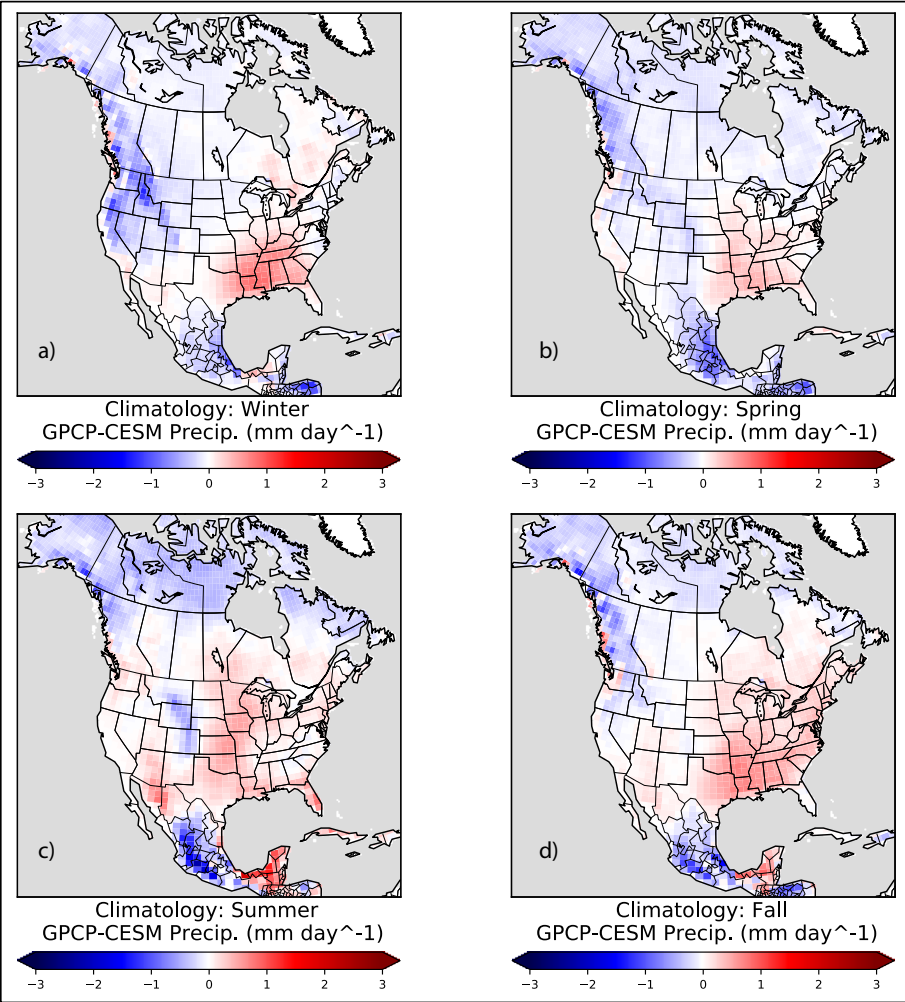 a)
b)
Climatology: Winter
GPCP-CESM Precip. (mm day^-1)
−3 −2 −1 0 1 2 3
Climatology: Spring
GPCP-CESM Precip. (mm day^-1)
−3 −2 −1 0 1 2 3
c)
d)
Climatology: Summer
GPCP-CESM Precip. (mm day^-1)
−3 −2 −1 0 1 2 3
Climatology: Fall
GPCP-CESM Precip. (mm day^-1)
−3 −2 −1 0 1 2 3